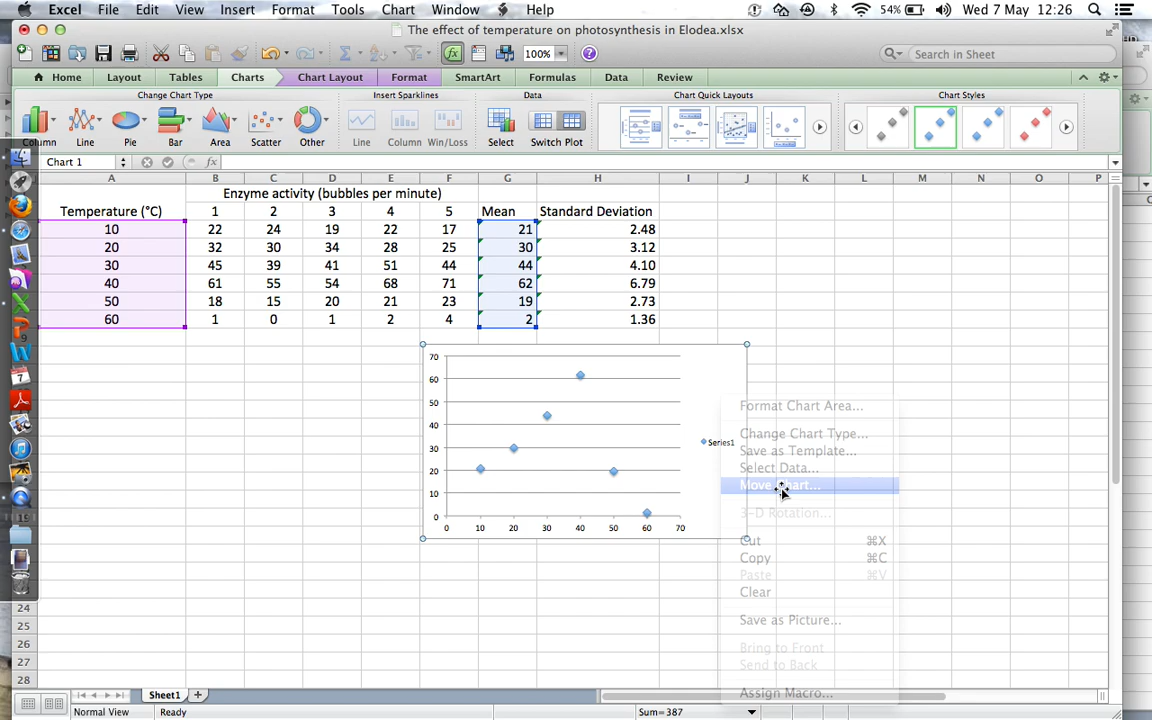 Excel File Edit View Insert Format Tools Chart Window Help 54% Wed 7 May 12:26
The effect of temperature on photosynthesis in Elodea.xlsx
fx 100% Search in Sheet
Home Layout Tables Charts Chart Layout Format SmartArt Formulas Data Review
Change Chart Type Insert Sparklines Data Chart Quick Layouts Chart Styles
Column Line Pie Bar Area Scatter Other Line Column Win/Loss Select Switch Plot
Chart 1 fx
A B C D E F G H I J K L M N O P
Enzyme activity (bubbles per minute)
Temperature (°C) 1 2 3 4 5 Mean Standard Deviation
10 22 24 19 22 17 21 2.48
20 32 30 34 28 25 30 3.12
30 45 39 41 51 44 44 4.10
40 61 55 54 68 71 62 6.79
50 18 15 20 21 23 19 2.73
60 1 0 1 2 4 2 1.36
70
60
50
40
30
20
10
0
0 10 20 30 40 50 60 70
Series1
Format Chart Area...
Change Chart Type...
Save as Template...
Select Data...
Move Chart...
3-D Rotation...
Cut ⌘X
Copy ⌘C
Paste ⌘V
Clear
Save as Picture...
Bring to Front
Send to Back
Assign Macro...
24
25
26
27
28
Sheet1
Normal View Ready Sum=387